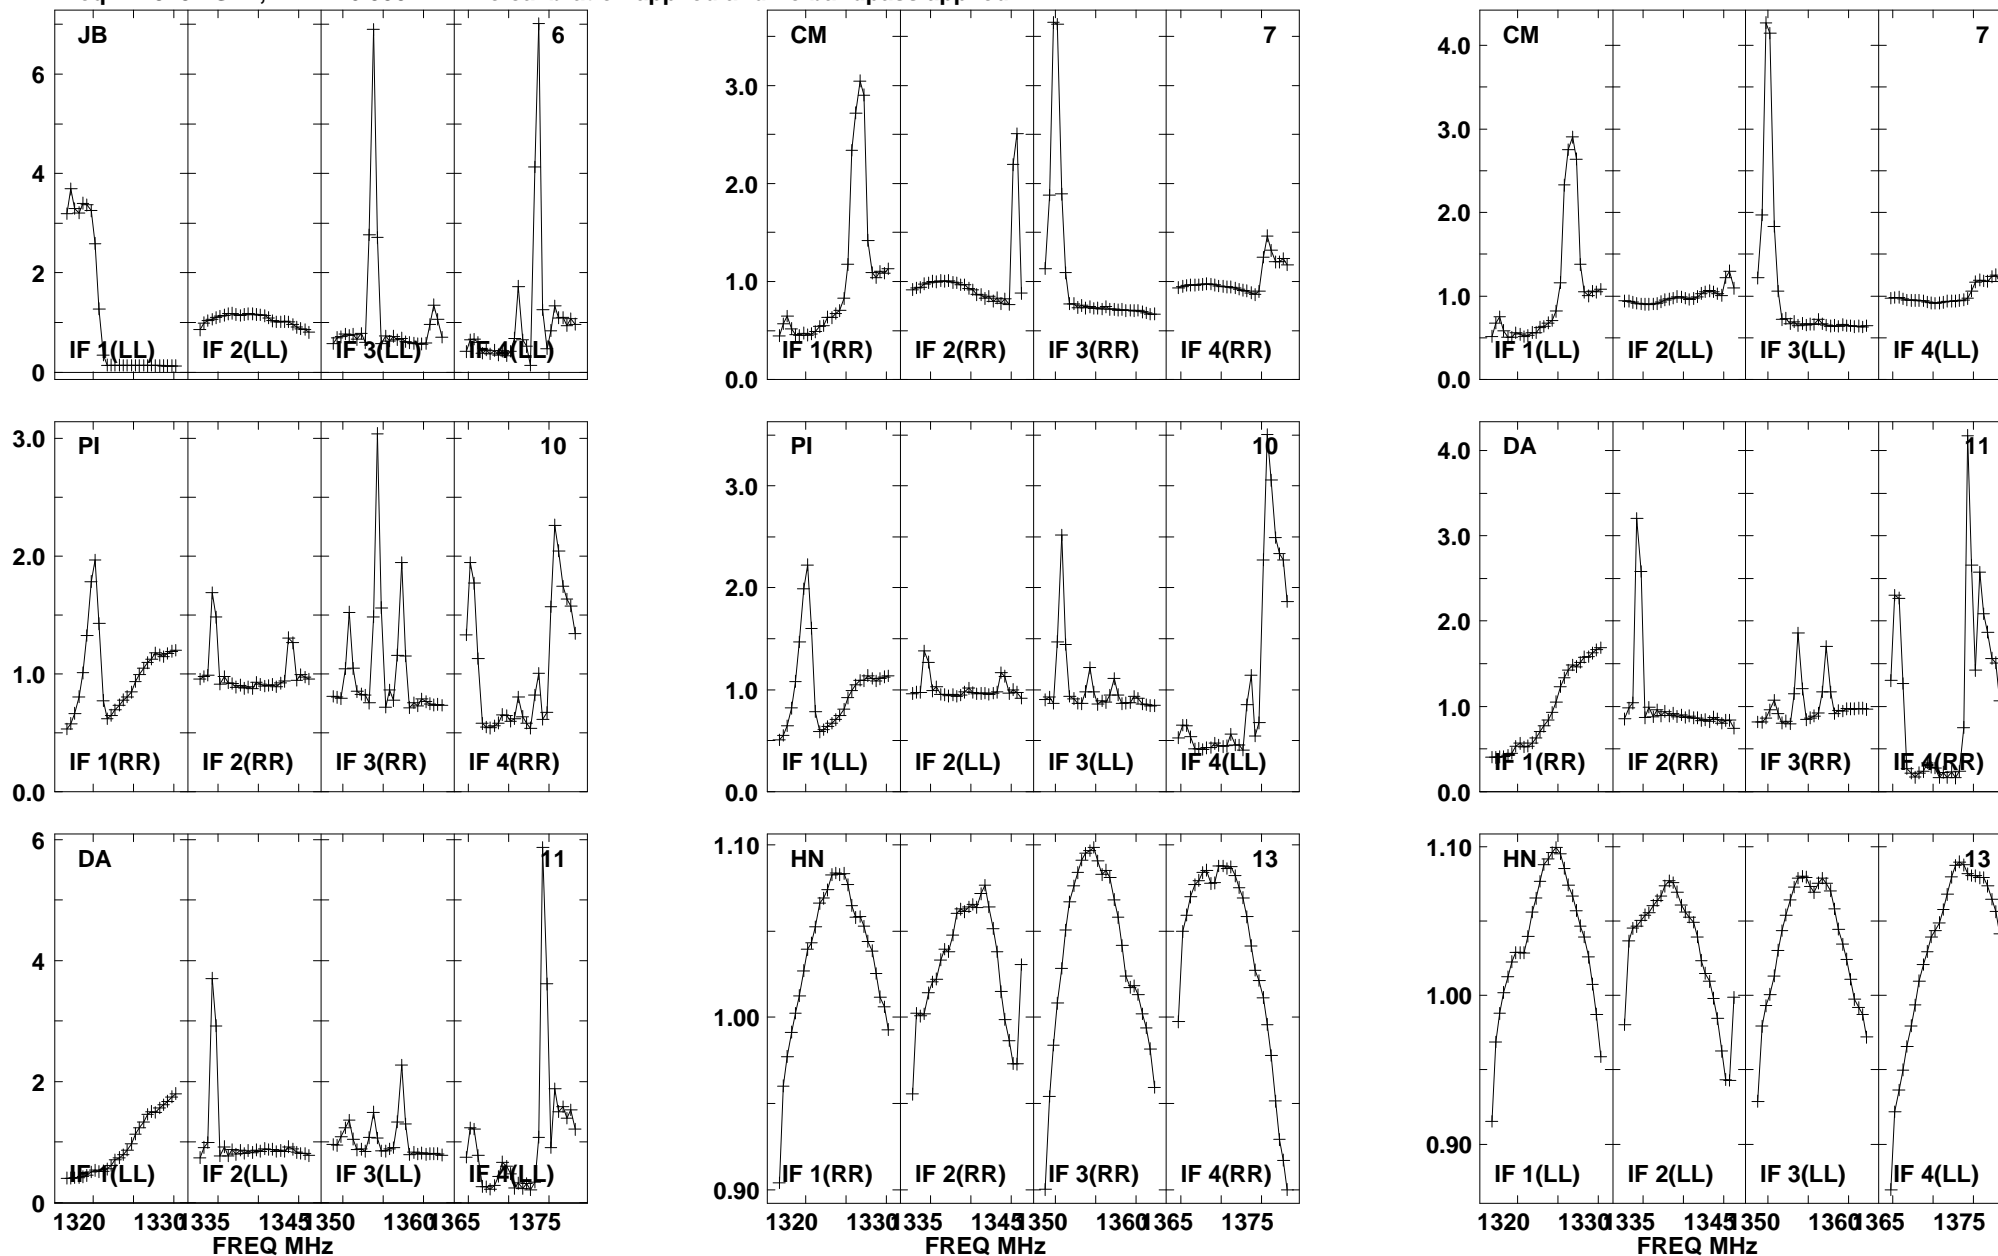 JB 6 CM 7 CM 7
6
4
2
0
IF 1(LL) IF 2(LL) IF 3(LL) IF 4(LL)
3.0
2.0
1.0
0.0
IF 1(RR) IF 2(RR) IF 3(RR) IF 4(RR)
4.0
3.0
2.0
1.0
0.0
IF 1(LL) IF 2(LL) IF 3(LL) IF 4(LL)
PI 10 PI 10 DA 11
3.0
2.0
1.0
0.0
IF 1(RR) IF 2(RR) IF 3(RR) IF 4(RR)
3.0
2.0
1.0
0.0
IF 1(LL) IF 2(LL) IF 3(LL) IF 4(LL)
4.0
3.0
2.0
1.0
0.0
IF 1(RR) IF 2(RR) IF 3(RR) IF 4(RR)
DA 11 HN 13 HN 13
6
4
2
0
IF 1(LL) IF 2(LL) IF 3(LL) IF 4(LL)
1.10
1.00
0.90
IF 1(RR) IF 2(RR) IF 3(RR) IF 4(RR)
1.10
1.00
0.90
IF 1(LL) IF 2(LL) IF 3(LL) IF 4(LL)
1320 1330 1335 1345 1350 1360 1365 1375
1320 1330 1335 1345 1350 1360 1365 1375
1320 1330 1335 1345 1350 1360 1365 1375
FREQ MHz FREQ MHz FREQ MHz